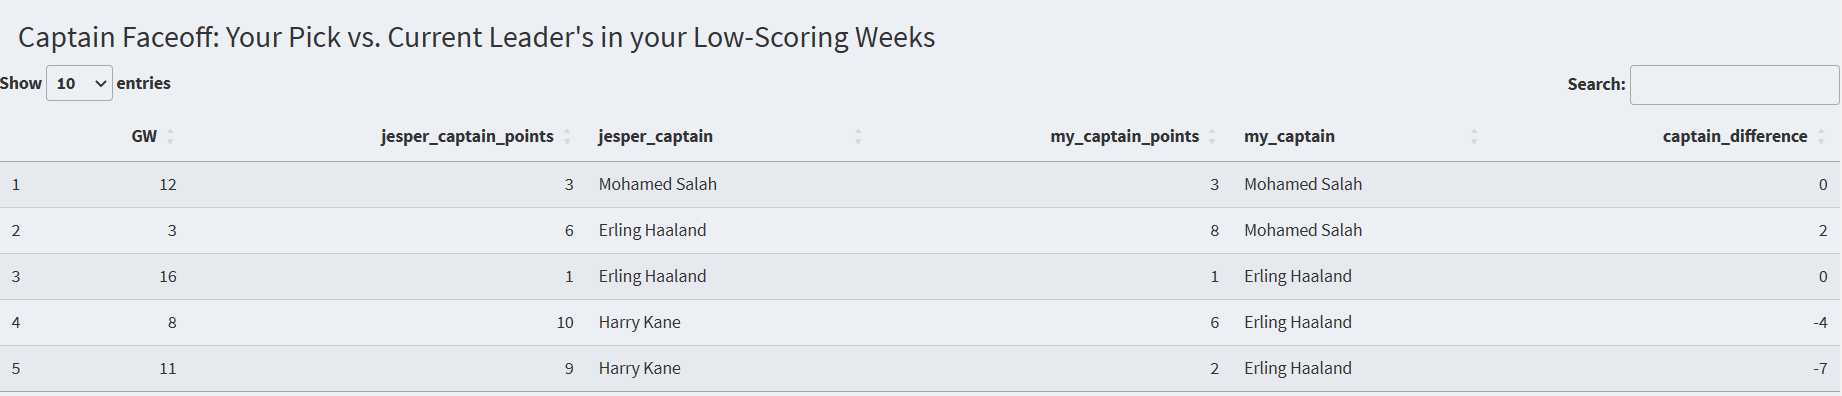 Captain Faceoff: Your Pick vs. Current Leader's in your Low-Scoring Weeks
Show 10 entries Search:
GW jesper_captain_points jesper_captain my_captain_points my_captain captain_difference
1 12 3 Mohamed Salah 3 Mohamed Salah 0
2 3 6 Erling Haaland 8 Mohamed Salah 2
3 16 1 Erling Haaland 1 Erling Haaland 0
4 8 10 Harry Kane 6 Erling Haaland -4
5 11 9 Harry Kane 2 Erling Haaland -7